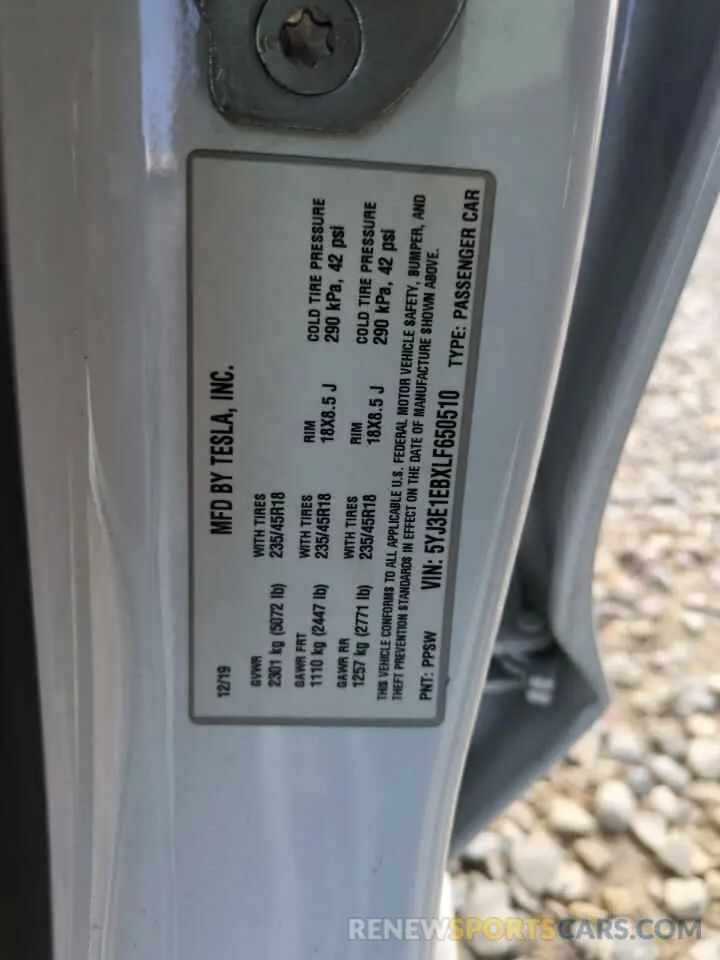 MFD BY TESLA, INC.
12/19
GVWR WITH TIRES
2301 kg (5072 lb) 235/45R18
GAWR FRT WITH TIRES RIM COLD TIRE PRESSURE
1110 kg (2447 lb) 235/45R18 18X8.5 J 290 kPa, 42 psi
GAWR RR WITH TIRES RIM COLD TIRE PRESSURE
1257 kg (2771 lb) 235/45R18 18X8.5 J 290 kPa, 42 psi
THIS VEHICLE CONFORMS TO ALL APPLICABLE U.S. FEDERAL MOTOR VEHICLE SAFETY, BUMPER, AND
THEFT PREVENTION STANDARDS IN EFFECT ON THE DATE OF MANUFACTURE SHOWN ABOVE.
PNT: PPSW VIN: 5YJ3E1EBXLF650510 TYPE: PASSENGER CAR
RENEWSPORTSCARS.COM